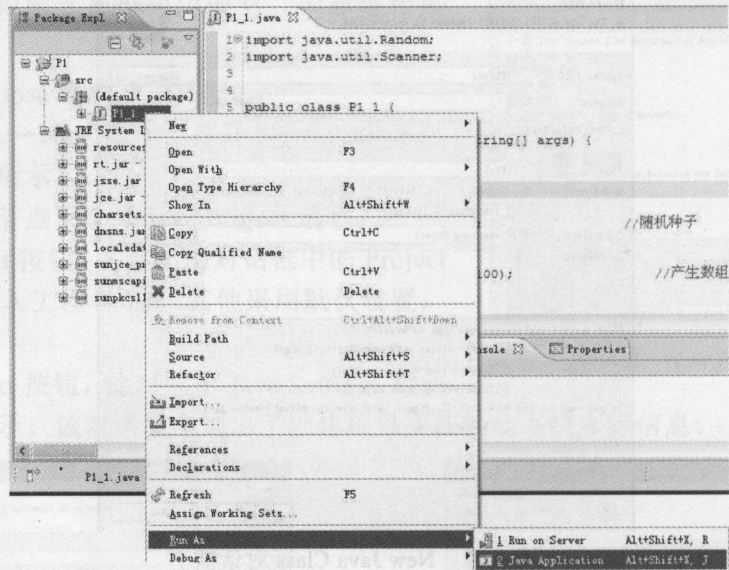 Package Expl
P1_1.java
P1
src
(default package)
P1_1
JRE System L
resources
rt.jar
jsse.jar
jce.jar
charsets.
dnsns.jar
localedat
sunjce_pr
sunmscapi
sunpkcs11
1 import java.util.Random;
2 import java.util.Scanner;
3
4
5 public class P1_1 {
tring[] args) {
//随机种子
100);
//产生数组
New
Open F3
Open With
Open Type Hierarchy F4
Show In Alt+Shift+W
Copy Ctrl+C
Copy Qualified Name
Paste Ctrl+V
Delete Delete
Remove from Context Ctrl+Alt+Shift+Down
Build Path
Source Alt+Shift+S
Refactor Alt+Shift+T
Import...
Export...
References
Declarations
Refresh F5
Assign Working Sets...
Run As
Debug As
nsole
Properties
P1_1.java
1 Run on Server Alt+Shift+X, R
2 Java Application Alt+Shift+X, J